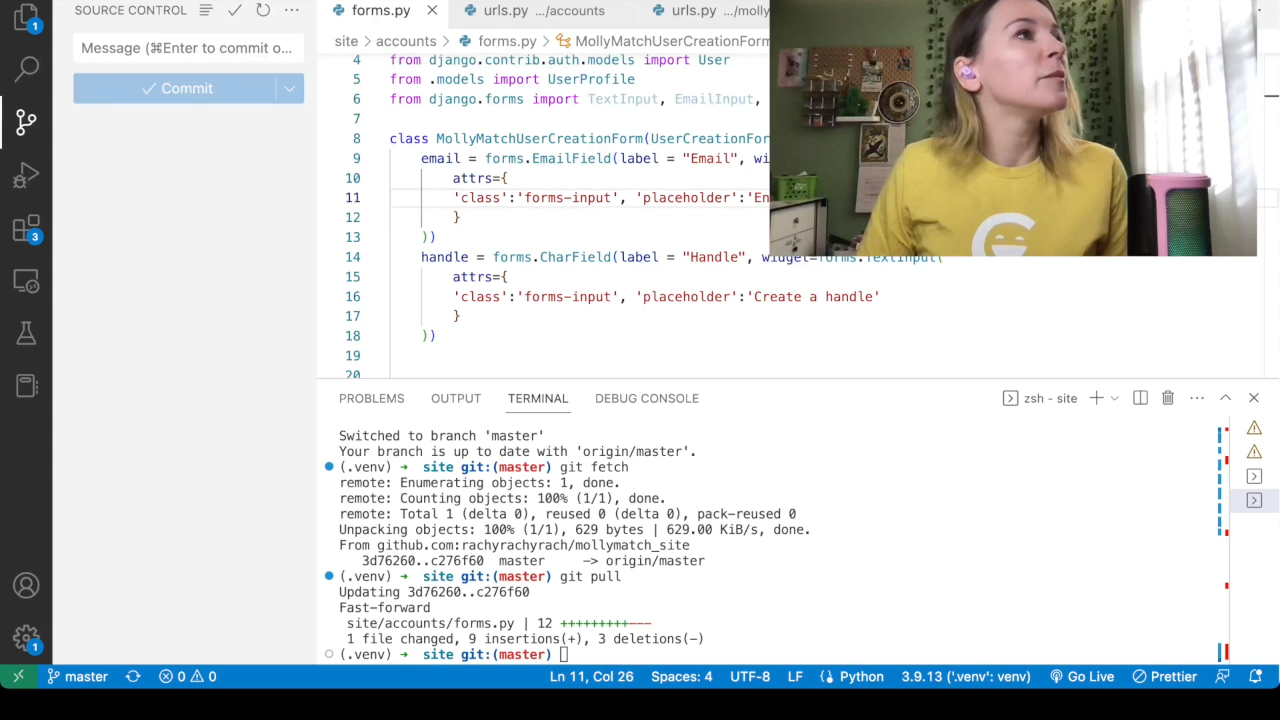 SOURCE CONTROL
forms.py
urls.py .../accounts
urls.py .../molly
1
Message (⌘Enter to commit o...
Commit
site > accounts > forms.py > MollyMatchUserCreationForm
4 from django.contrib.auth.models import User
5 from .models import UserProfile
6 from django.forms import TextInput, EmailInput,
7
8 class MollyMatchUserCreationForm(UserCreationFor
9 email = forms.EmailField(label = "Email", wi
10 attrs={
11 'class':'forms-input', 'placeholder':'En
12 }
13 ))
14 handle = forms.CharField(label = "Handle", widget=forms.TextInput(
15 attrs={
16 'class':'forms-input', 'placeholder':'Create a handle'
17 }
18 ))
19
20
3
PROBLEMS OUTPUT TERMINAL DEBUG CONSOLE
zsh - site
Switched to branch 'master'
Your branch is up to date with 'origin/master'.
(.venv) → site git:(master) git fetch
remote: Enumerating objects: 1, done.
remote: Counting objects: 100% (1/1), done.
remote: Total 1 (delta 0), reused 0 (delta 0), pack-reused 0
Unpacking objects: 100% (1/1), 629 bytes | 629.00 KiB/s, done.
From github.com:rachyrachyrach/mollymatch_site
3d76260..c276f60 master -> origin/master
(.venv) → site git:(master) git pull
Updating 3d76260..c276f60
Fast-forward
site/accounts/forms.py | 12 +++++++++---
1 file changed, 9 insertions(+), 3 deletions(-)
(.venv) → site git:(master)
1
master
0
0
Ln 11, Col 26
Spaces: 4
UTF-8
LF
Python
3.9.13 ('.venv': venv)
Go Live
Prettier